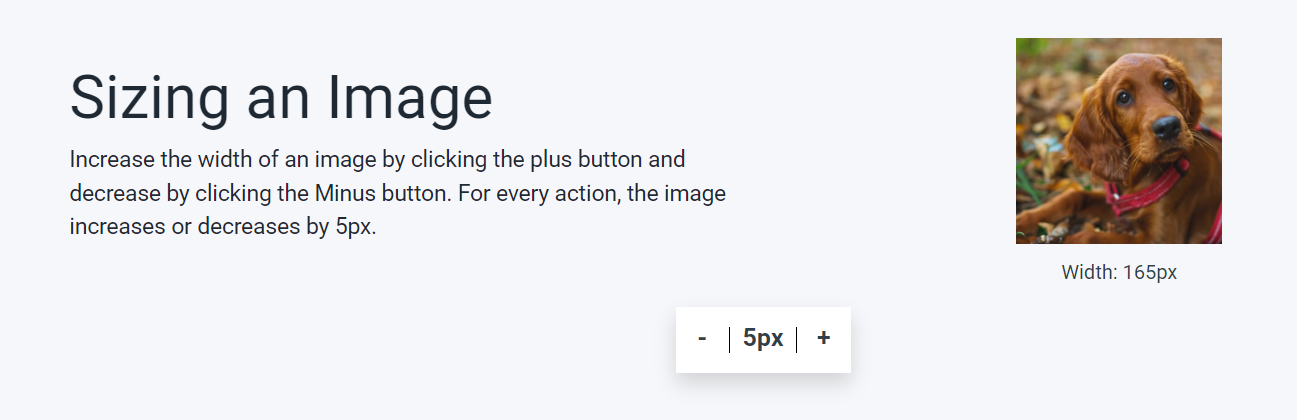 Sizing an Image
Increase the width of an image by clicking the plus button and
decrease by clicking the Minus button. For every action, the image
increases or decreases by 5px.
Width: 165px
- | 5px | +